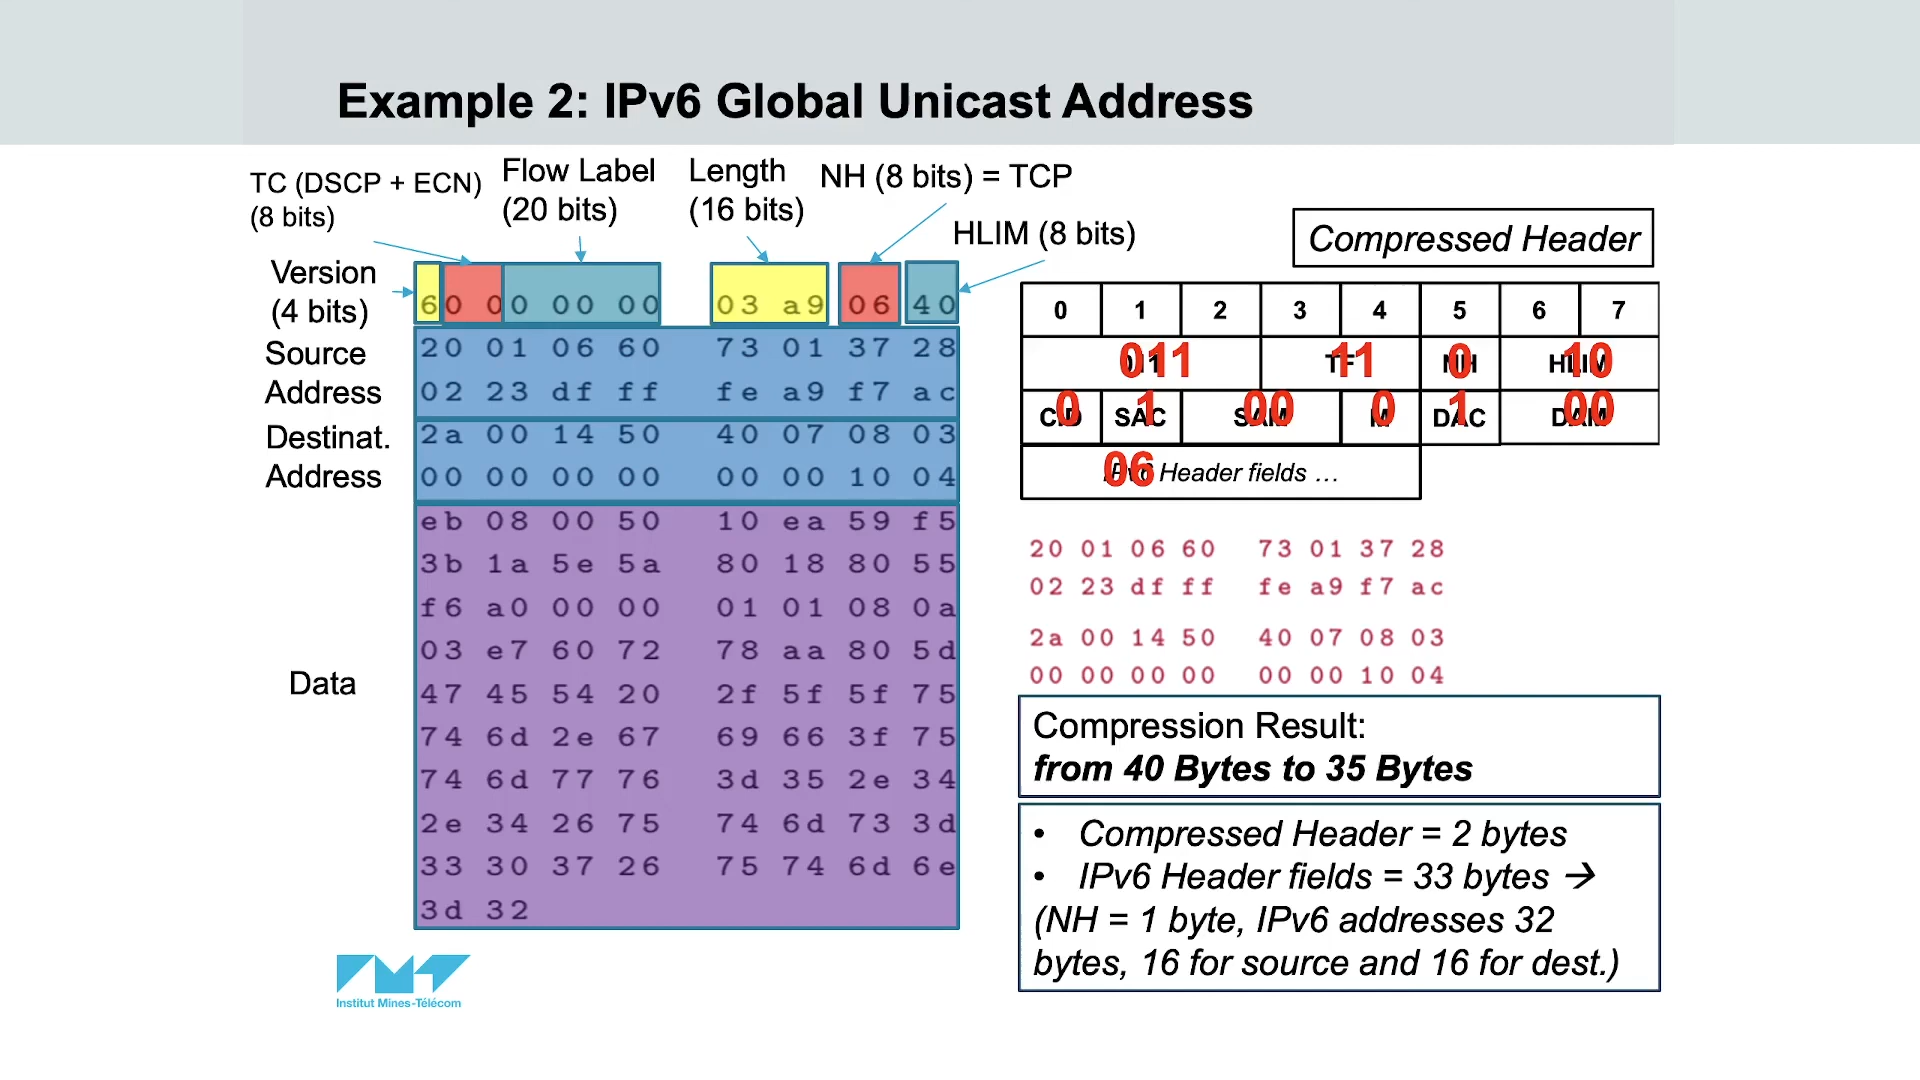 Example 2: IPv6 Global Unicast Address
TC (DSCP + ECN)
(8 bits)
Flow Label
(20 bits)
Length
(16 bits)
NH (8 bits) = TCP
HLIM (8 bits)
Version
(4 bits)
60 00 00 00 03 a9 06 40
Source
Address
20 01 06 60 73 01 37 28
02 23 df ff fe a9 f7 ac
Destinat.
Address
2a 00 14 50 40 07 08 03
00 00 00 00 00 00 10 04
Data
eb 08 00 50 10 ea 59 f5
3b 1a 5e 5a 80 18 80 55
f6 a0 00 00 01 01 08 0a
03 e7 60 72 78 aa 80 5d
47 45 54 20 2f 5f 5f 75
74 6d 2e 67 69 66 3f 75
74 6d 77 76 3d 35 2e 34
2e 34 26 75 74 6d 73 3d
33 30 37 26 75 74 6d 6e
3d 32
Institut Mines-Télécom
Compressed Header
0 1 2 3 4 5 6 7
011 TF 11 NH 0 HLIM 10
CID 0 SAC 1 SAM 00 M 0 DAC 1 DAM 00
06 IPv6 Header fields ...
20 01 06 60 73 01 37 28
02 23 df ff fe a9 f7 ac
2a 00 14 50 40 07 08 03
00 00 00 00 00 00 10 04
Compression Result:
from 40 Bytes to 35 Bytes
• Compressed Header = 2 bytes
• IPv6 Header fields = 33 bytes →
(NH = 1 byte, IPv6 addresses 32
bytes, 16 for source and 16 for dest.)